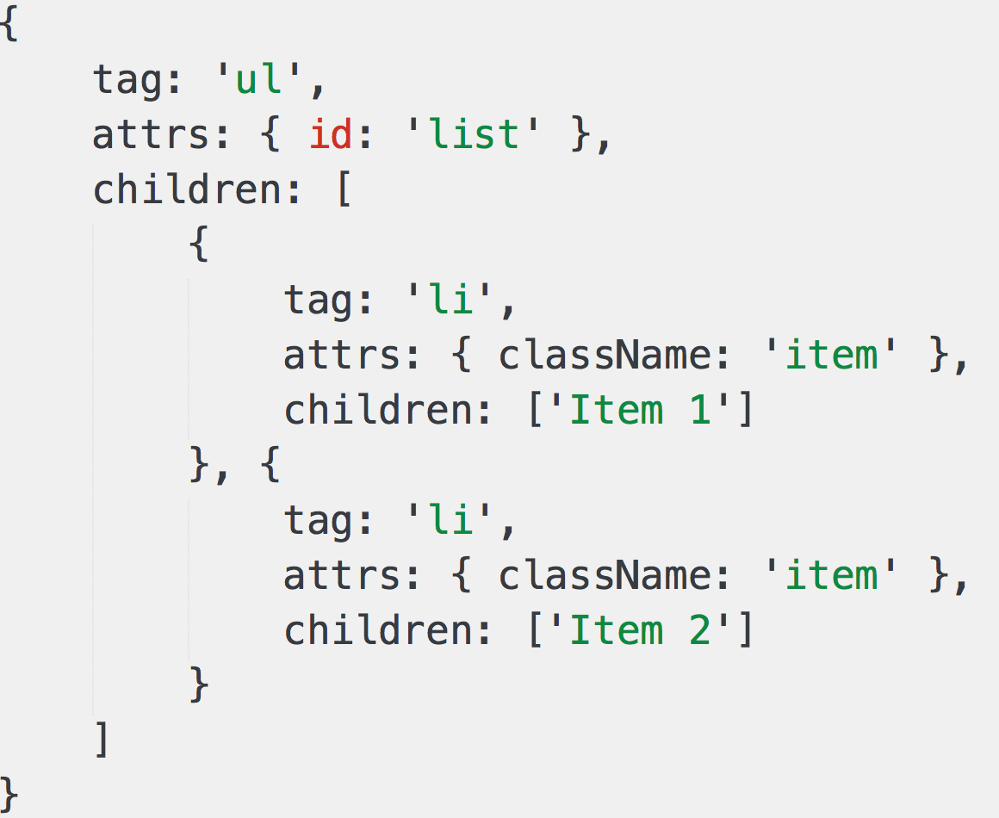 {
    tag: 'ul',
    attrs: { id: 'list' },
    children: [
        {
            tag: 'li',
            attrs: { className: 'item' },
            children: ['Item 1']
        }, {
            tag: 'li',
            attrs: { className: 'item' },
            children: ['Item 2']
        }
    ]
}